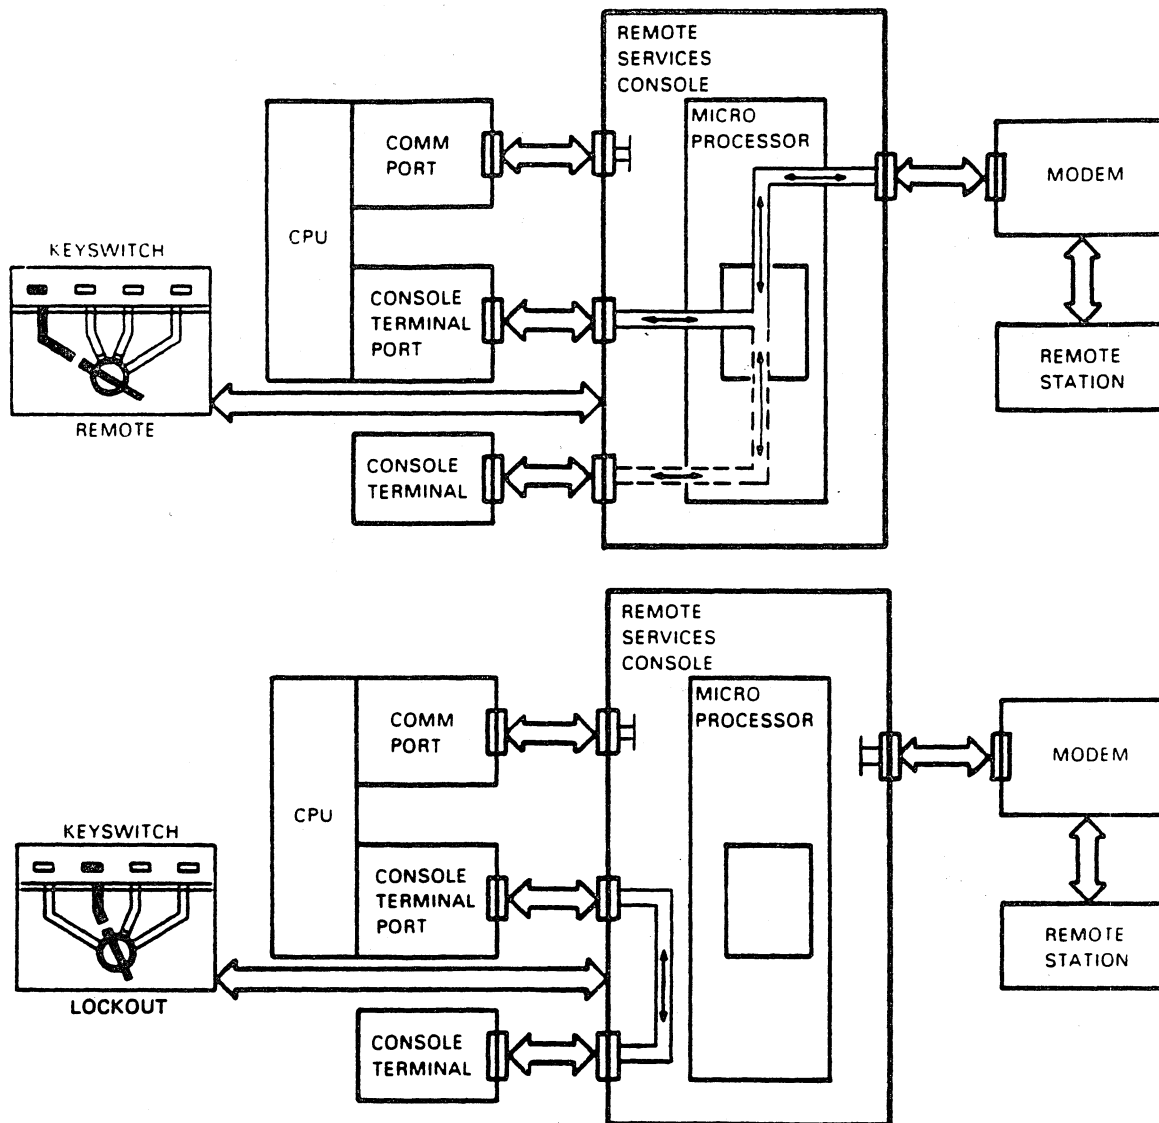 REMOTE
SERVICES
CONSOLE
MICRO
PROCESSOR
COMM
PORT
MODEM
CPU
KEYSWITCH
CONSOLE
TERMINAL
PORT
REMOTE
STATION
REMOTE
CONSOLE
TERMINAL
REMOTE
SERVICES
CONSOLE
MICRO
PROCESSOR
COMM
PORT
MODEM
CPU
KEYSWITCH
CONSOLE
TERMINAL
PORT
REMOTE
STATION
LOCKOUT
CONSOLE
TERMINAL